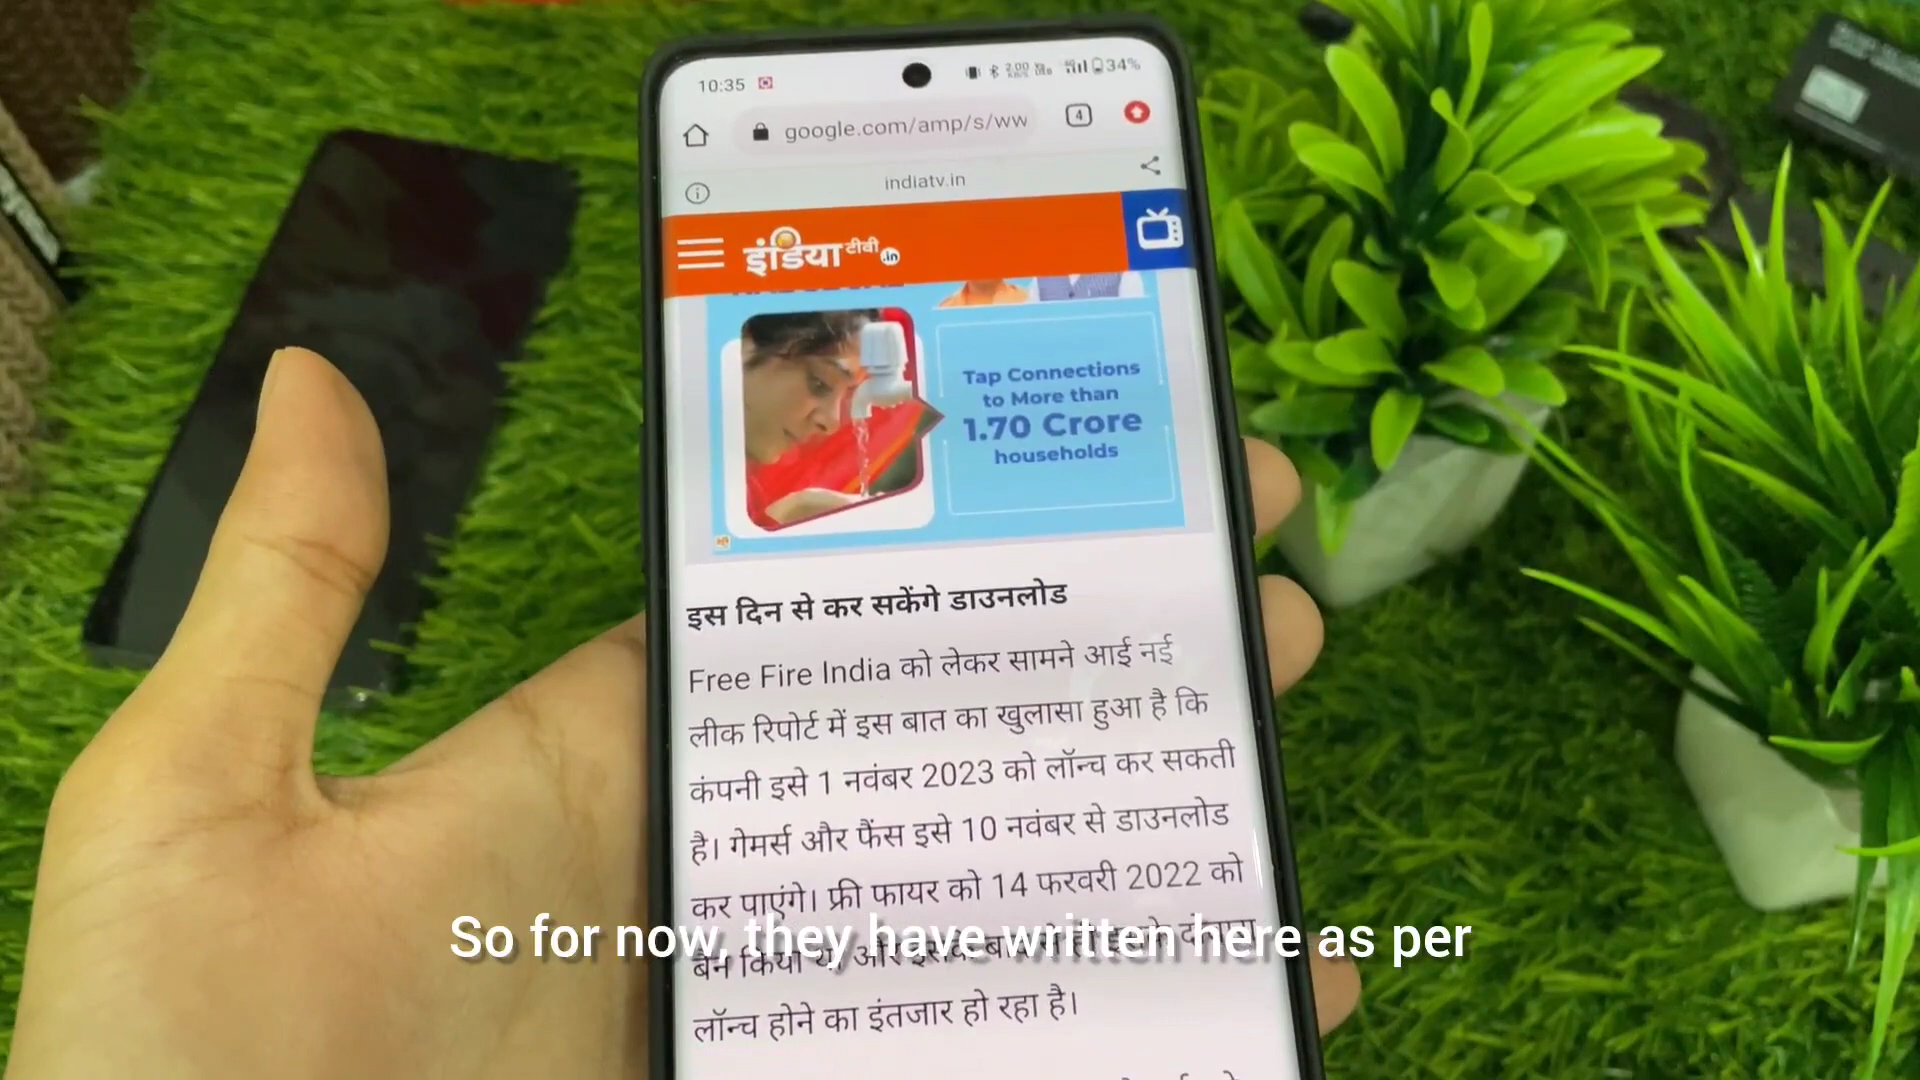 10:35
34%
google.com/amp/s/ww
4
indiatv.in
इंडिया टीवी.in
Tap Connections
to More than
1.70 Crore
households
इस दिन से कर सकेंगे डाउनलोड
Free Fire India को लेकर सामने आई नई
लीक रिपोर्ट में इस बात का खुलासा हुआ है कि
कंपनी इसे 1 नवंबर 2023 को लॉन्च कर सकती
है। गेमर्स और फैंस इसे 10 नवंबर से डाउनलोड
कर पाएंगे। फ्री फायर को 14 फरवरी 2022 को
बैन किया था और इसके बाद
So for now, they have written here as per
लॉन्च होने का इंतजार हो रहा है।